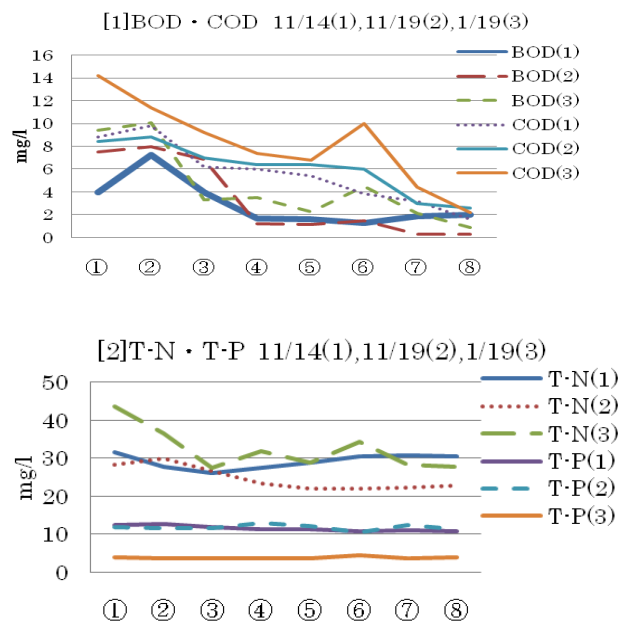 [1]BOD・COD 11/14(1),11/19(2),1/19(3)
16
14
12
10
8
6
4
2
0
mg/l
① ② ③ ④ ⑤ ⑥ ⑦ ⑧
BOD(1)
BOD(2)
BOD(3)
COD(1)
COD(2)
COD(3)
[2]T-N・T-P 11/14(1),11/19(2),1/19(3)
50
40
30
20
10
0
mg/l
① ② ③ ④ ⑤ ⑥ ⑦ ⑧
T-N(1)
T-N(2)
T-N(3)
T-P(1)
T-P(2)
T-P(3)